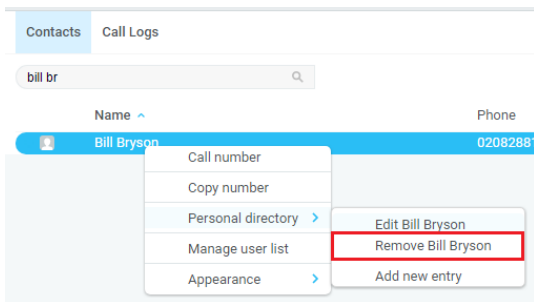 Contacts Call Logs
bill br
Name Phone
Bill Bryson 02082881
Call number
Copy number
Personal directory
Edit Bill Bryson
Remove Bill Bryson
Manage user list
Add new entry
Appearance